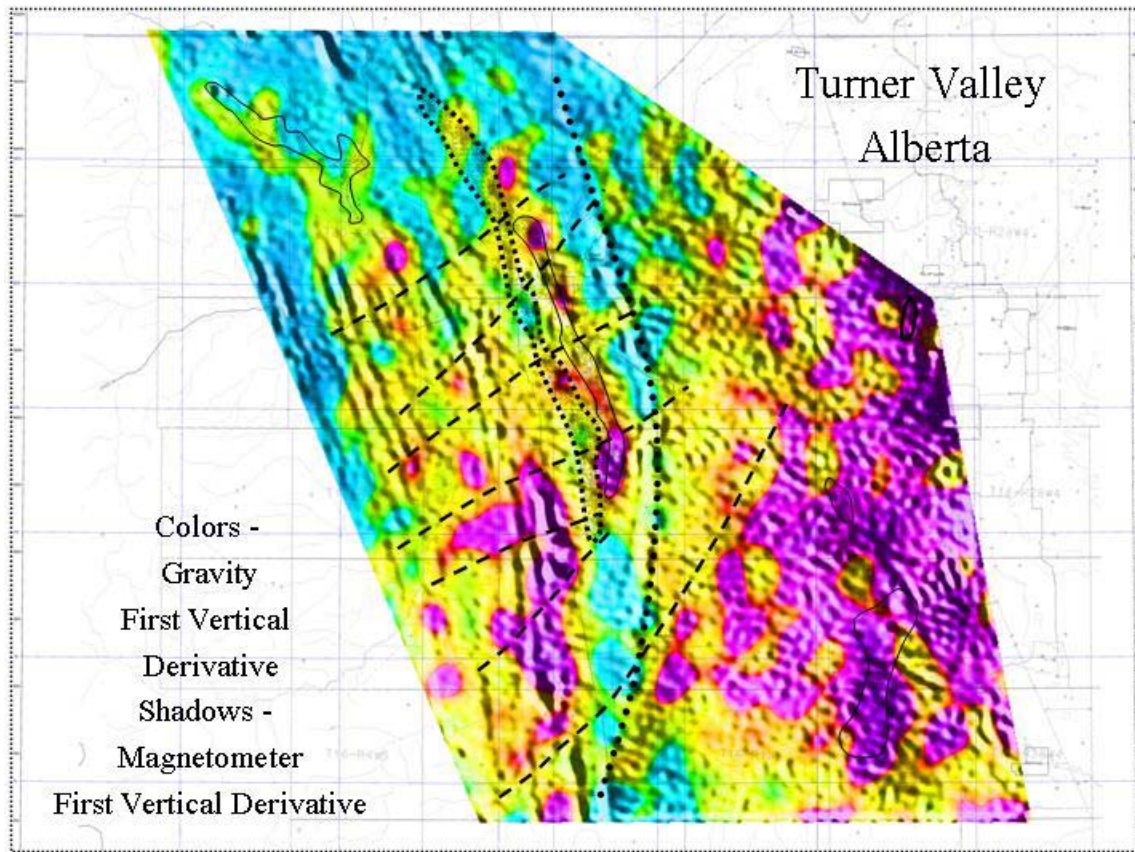 Turner Valley
Alberta
Colors -
Gravity
First Vertical
Derivative
Shadows -
Magnetometer
First Vertical Derivative